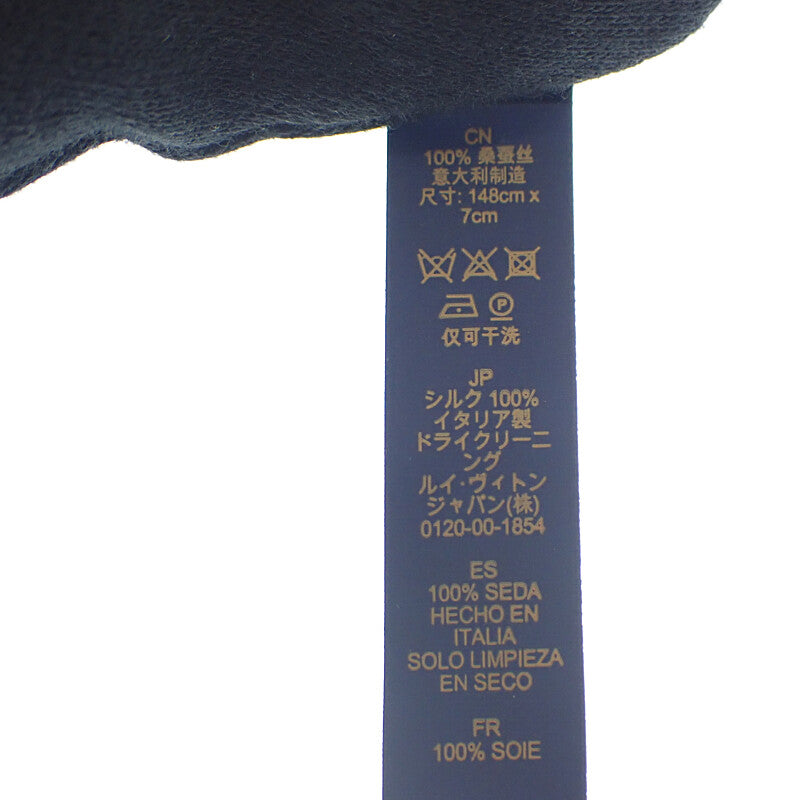 CN
100% 桑蚕丝
意大利制造
尺寸: 148cm x
7cm
P
仅可干洗
JP
シルク 100%
イタリア製
ドライクリーニ
ング
ルイ・ヴィトン
ジャパン(株)
0120-00-1854
ES
100% SEDA
HECHO EN
ITALIA
SOLO LIMPIEZA
EN SECO
FR
100% SOIE